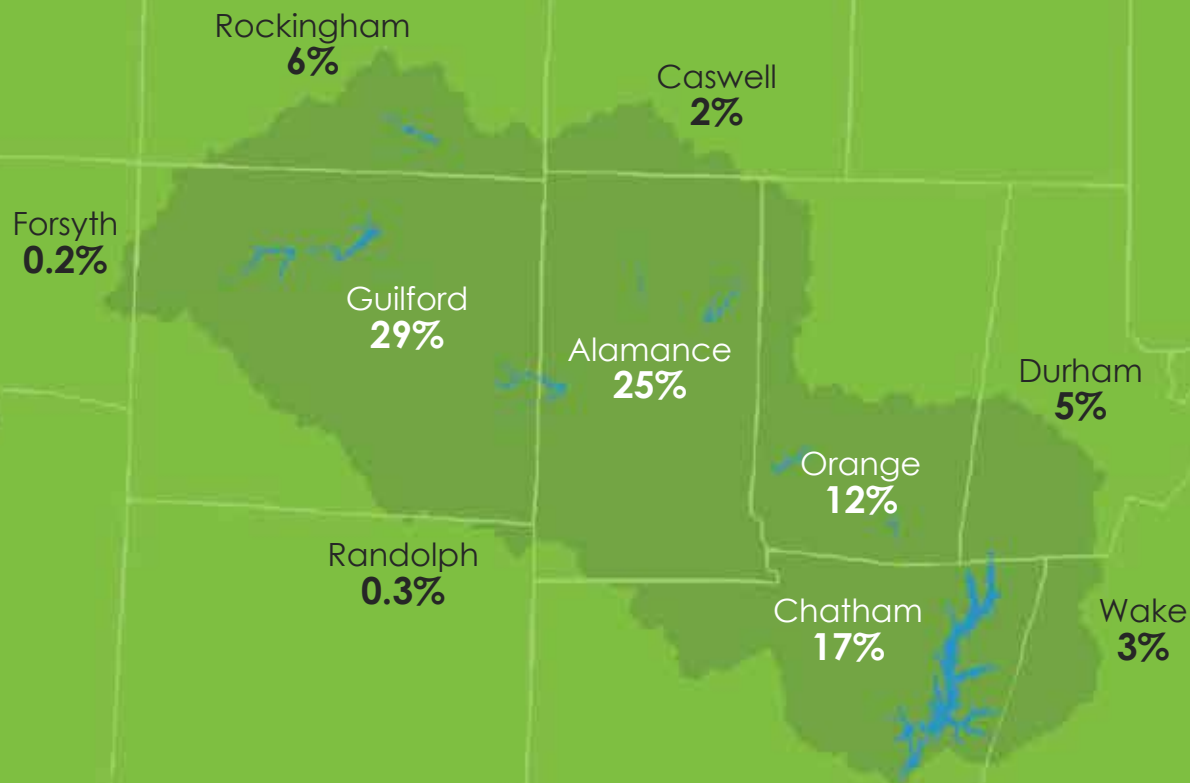 Rockingham
6%
Caswell
2%
Forsyth
0.2%
Guilford
29%
Alamance
25%
Durham
5%
Orange
12%
Randolph
0.3%
Chatham
17%
Wake
3%